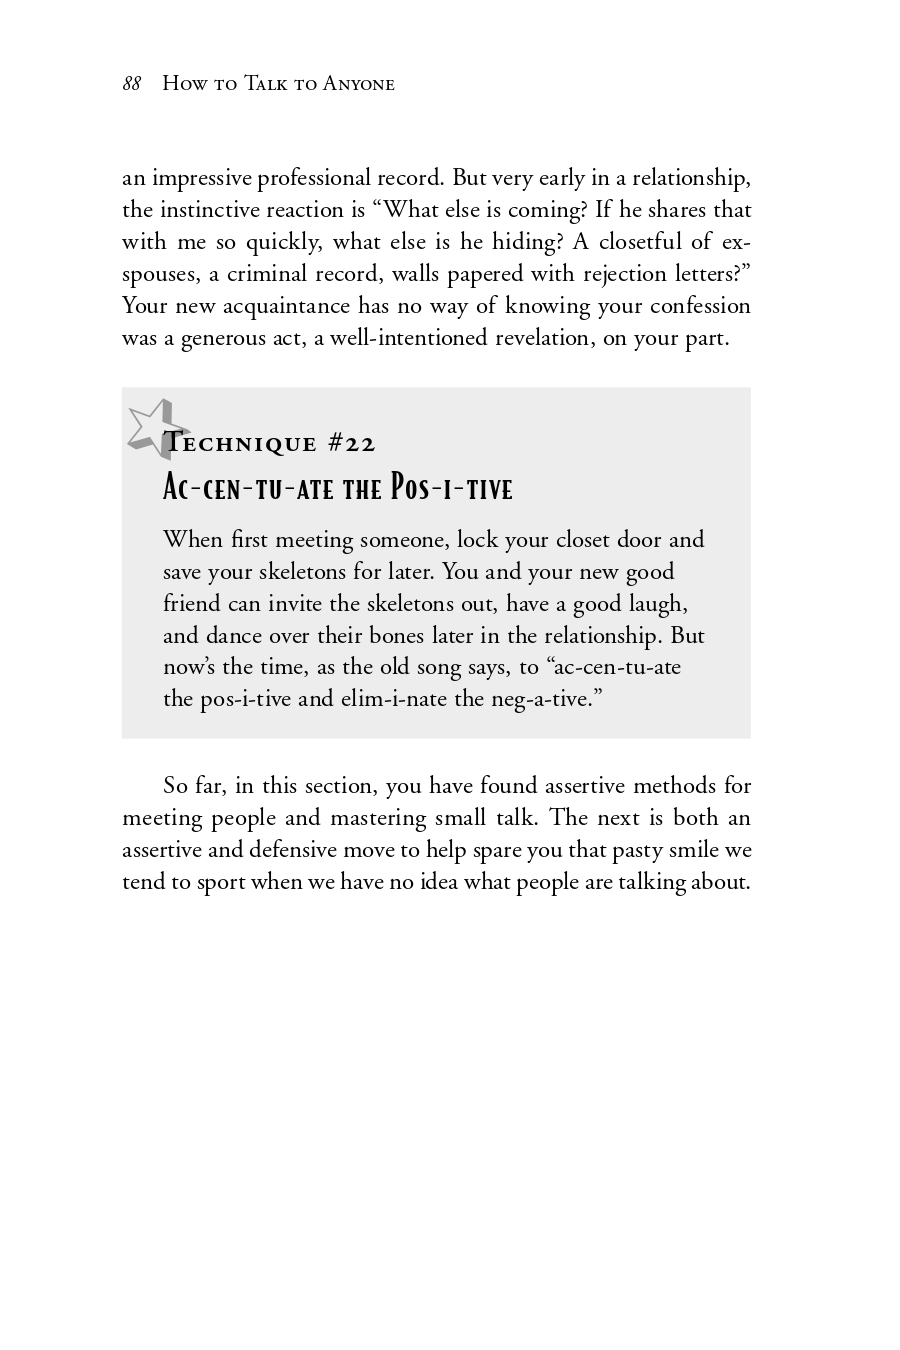 88 How to Talk to Anyone
an impressive professional record. But very early in a relationship,
the instinctive reaction is “What else is coming? If he shares that
with me so quickly, what else is he hiding? A closetful of ex-
spouses, a criminal record, walls papered with rejection letters?”
Your new acquaintance has no way of knowing your confession
was a generous act, a well-intentioned revelation, on your part.
Technique #22
Ac-cen-tu-ate the Pos-i-tive
When first meeting someone, lock your closet door and
save your skeletons for later. You and your new good
friend can invite the skeletons out, have a good laugh,
and dance over their bones later in the relationship. But
now’s the time, as the old song says, to “ac-cen-tu-ate
the pos-i-tive and elim-i-nate the neg-a-tive.”
So far, in this section, you have found assertive methods for
meeting people and mastering small talk. The next is both an
assertive and defensive move to help spare you that pasty smile we
tend to sport when we have no idea what people are talking about.